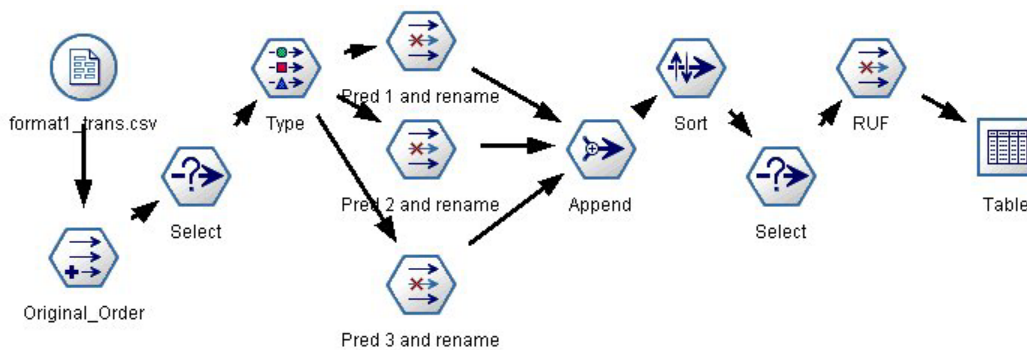 format1_trans.csv
Original_Order
Select
Type
Pred 1 and rename
Pred 2 and rename
Pred 3 and rename
Append
Sort
Select
RUF
Table